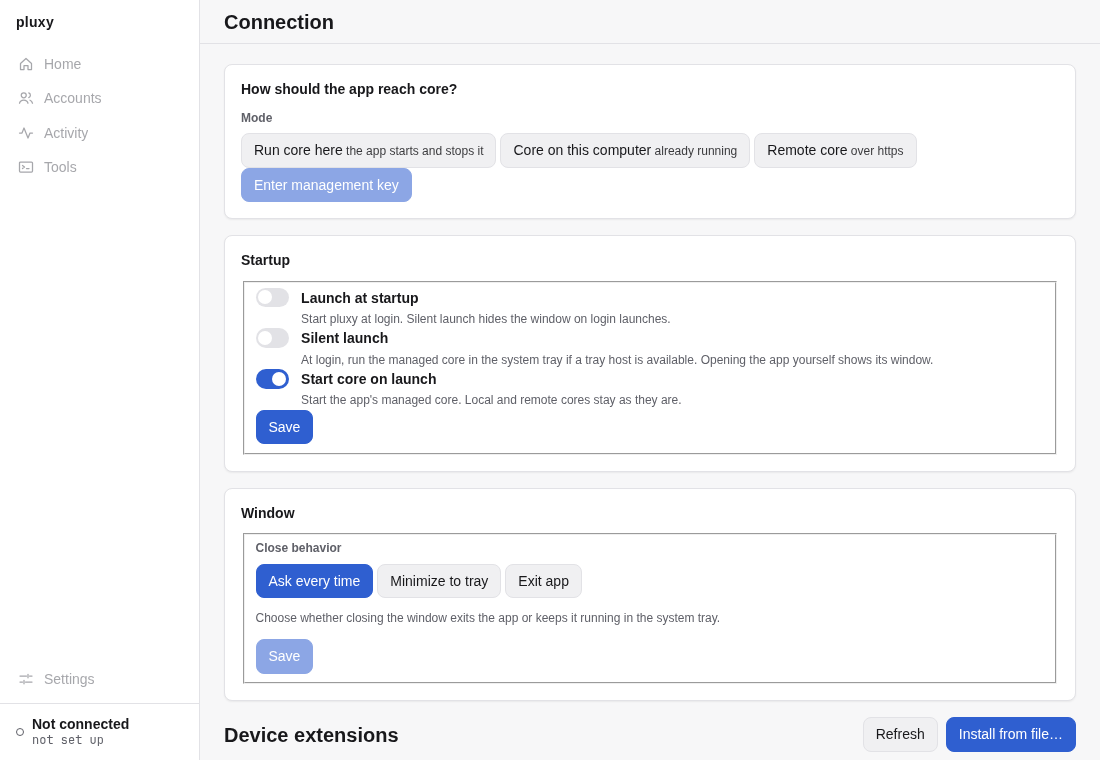 pluxy
Home
Accounts
Activity
Tools
Settings
Not connected
not set up
Connection
How should the app reach core?
Mode
Run core here the app starts and stops it
Core on this computer already running
Remote core over https
Enter management key
Startup
Launch at startup
Start pluxy at login. Silent launch hides the window on login launches.
Silent launch
At login, run the managed core in the system tray if a tray host is available. Opening the app yourself shows its window.
Start core on launch
Start the app's managed core. Local and remote cores stay as they are.
Save
Window
Close behavior
Ask every time
Minimize to tray
Exit app
Choose whether closing the window exits the app or keeps it running in the system tray.
Save
Device extensions
Refresh
Install from file…